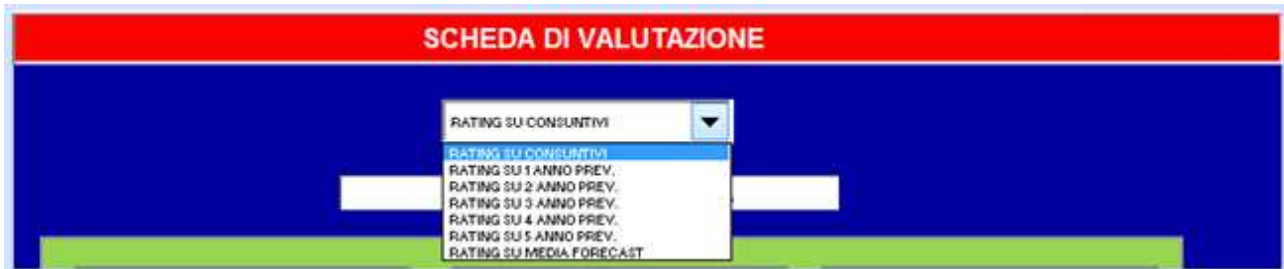 SCHEDA DI VALUTAZIONE
RATING SU CONSUNTIVI
RATING SU CONSUNTIVI
RATING SU 1 ANNO PREV.
RATING SU 2 ANNO PREV.
RATING SU 3 ANNO PREV.
RATING SU 4 ANNO PREV.
RATING SU 5 ANNO PREV.
RATING SU MEDIA FORECAST